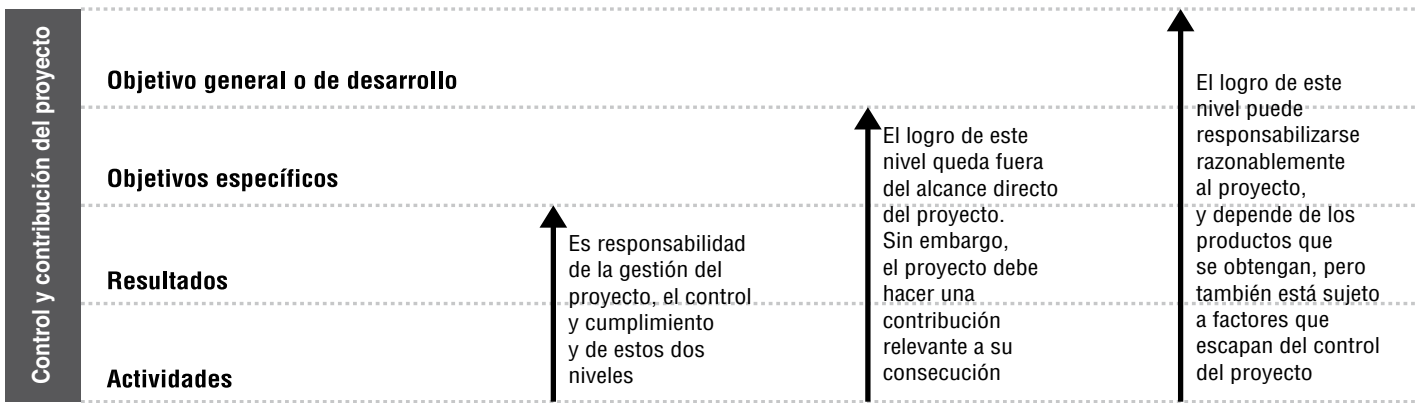 Control y contribución del proyecto
Objetivo general o de desarrollo
Objetivos específicos
Resultados
Actividades
Es responsabilidad
de la gestión del
proyecto, el control
y cumplimiento
y de estos dos
niveles
El logro de este
nivel queda fuera
del alcance directo
del proyecto.
Sin embargo,
el proyecto debe
hacer una
contribución
relevante a su
consecución
El logro de este
nivel puede
responsabilizarse
razonablemente
al proyecto,
y depende de los
productos que
se obtengan, pero
también está sujeto
a factores que
escapan del control
del proyecto